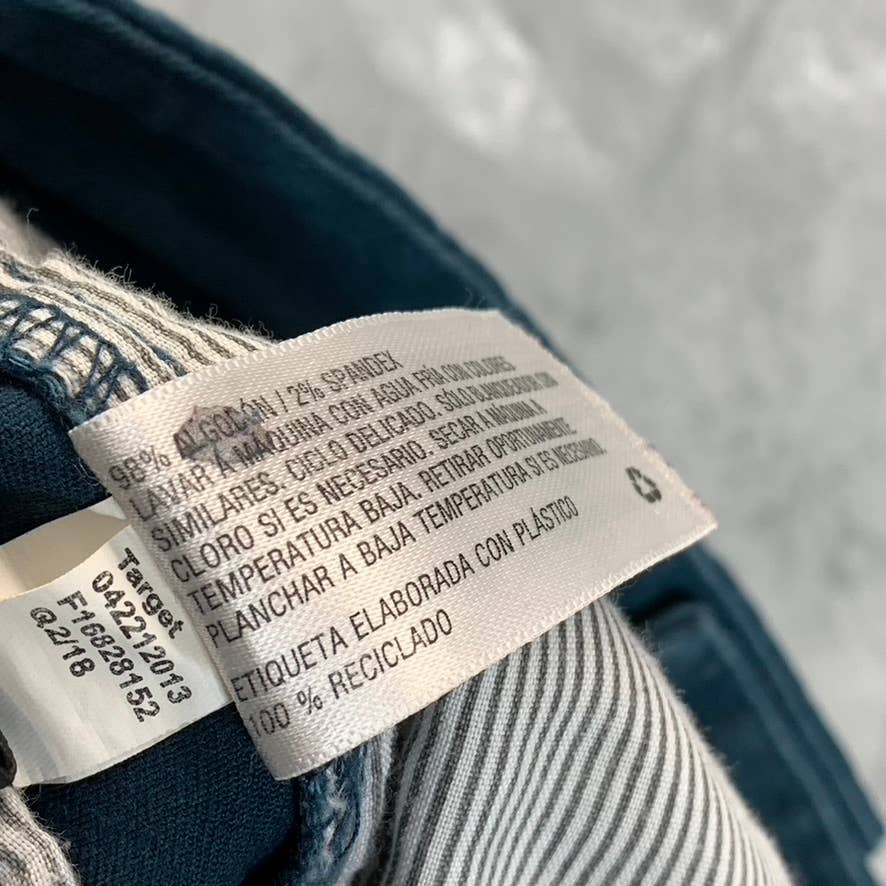 98% ALGODÓN / 2% SPANDEX
LAVAR A MÁQUINA CON AGUA FRÍA CON COLORES
SIMILARES. CICLO DELICADO. SÓLO BLANQUEADOR SIN
CLORO SI ES NECESARIO. SECAR A MÁQUINA A
TEMPERATURA BAJA. RETIRAR OPORTUNAMENTE.
PLANCHAR A BAJA TEMPERATURA SI ES NECESARIO.
ETIQUETA ELABORADA CON PLÁSTICO
100 % RECICLADO
Target
0422212013
F16828152
@2/18